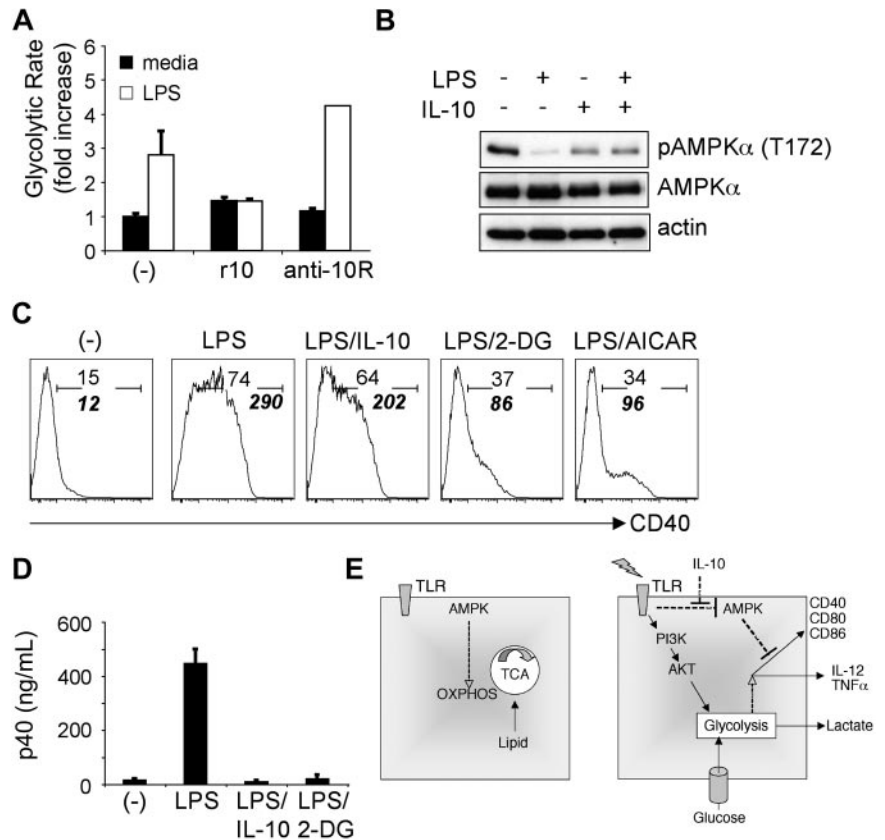 A
Glycolytic Rate
(fold increase)
6
5
4
3
2
1
0
media
LPS
(-) r10 anti-10R
B
LPS - + - +
IL-10 - - + +
pAMPKα (T172)
AMPKα
actin
C
(-) LPS LPS/IL-10 LPS/2-DG LPS/AICAR
15 74 64 37 34
12 290 202 86 96
CD40
D
p40 (ng/mL)
600
400
200
0
(-) LPS LPS/ LPS/
IL-10 2-DG
E
TLR
AMPK
OXPHOS
TCA
Lipid
IL-10
TLR
AMPK
CD40
CD80
CD86
PI3K
AKT
IL-12
TNFα
Glycolysis
Lactate
Glucose